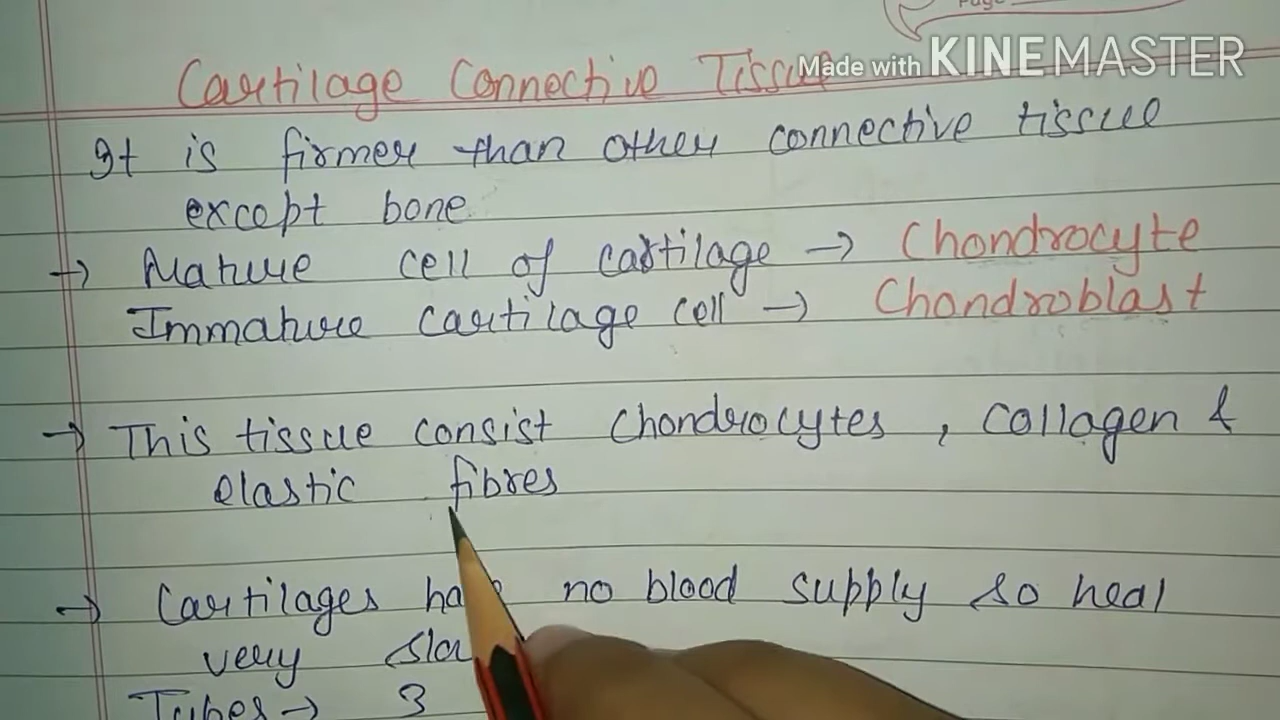 Page
Made with KINEMASTER
Cartilage Connective Tissue
It is firmer than other connective tissue
except bone
→ Mature cell of cartilage → Chondrocyte
Immature cartilage cell → Chondroblast
→ This tissue consist Chondrocytes, collagen &
elastic fibres
→ Cartilages no blood supply so heal
very
Types → 3